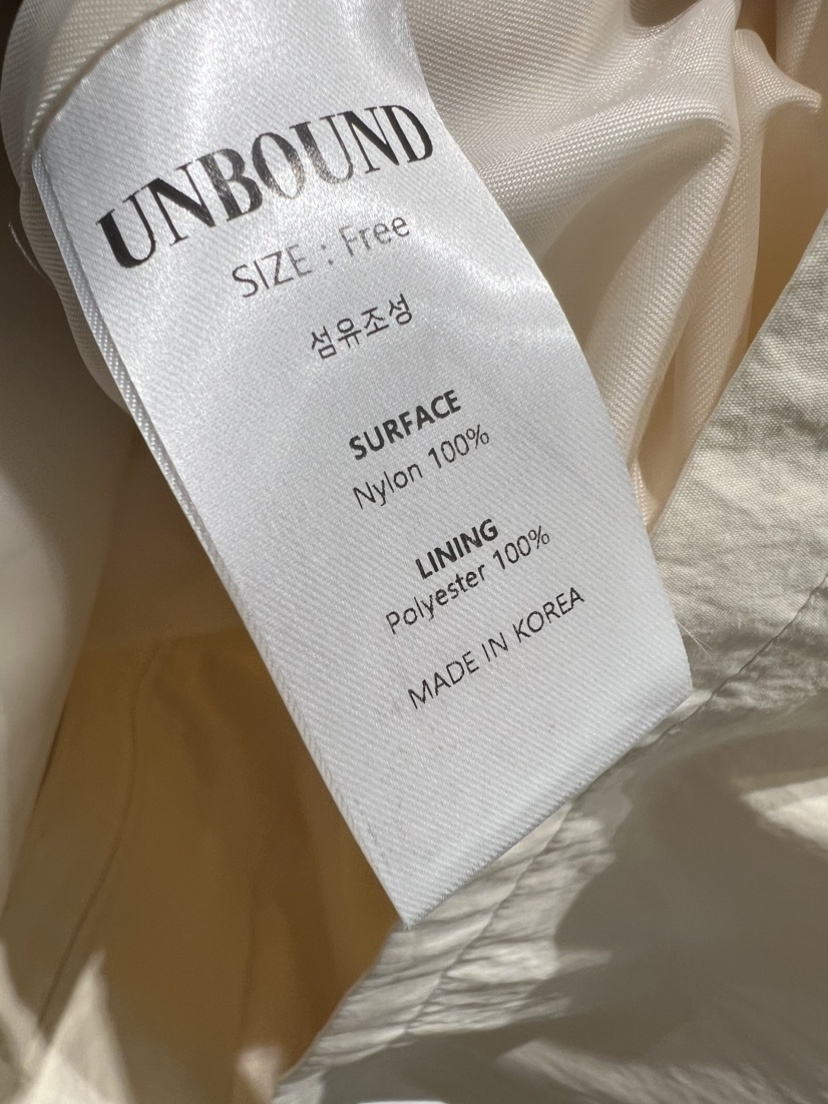 UNBOUND
SIZE : Free
섬유조성
SURFACE
Nylon 100%
LINING
Polyester 100%
MADE IN KOREA